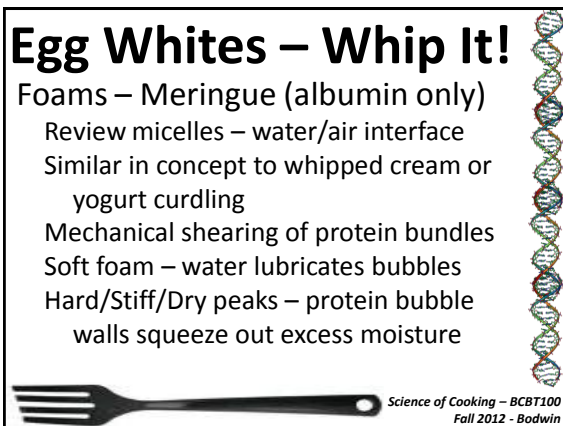 Egg Whites – Whip It!
Foams – Meringue (albumin only)
Review micelles – water/air interface
Similar in concept to whipped cream or
yogurt curdling
Mechanical shearing of protein bundles
Soft foam – water lubricates bubbles
Hard/Stiff/Dry peaks – protein bubble
walls squeeze out excess moisture
Science of Cooking – BCBT100
Fall 2012 - Bodwin